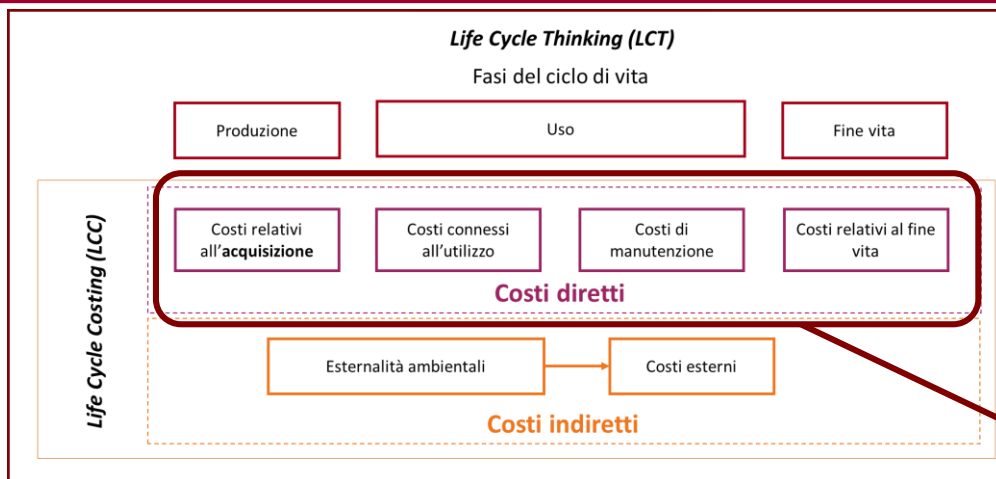 Life Cycle Thinking (LCT)
Fasi del ciclo di vita
Produzione
Uso
Fine vita
Life Cycle Costing (LCC)
Costi relativi
all'acquisizione
Costi connessi
all'utilizzo
Costi di
manutenzione
Costi relativi al fine
vita
Costi diretti
Esternalità ambientali
Costi esterni
Costi indiretti